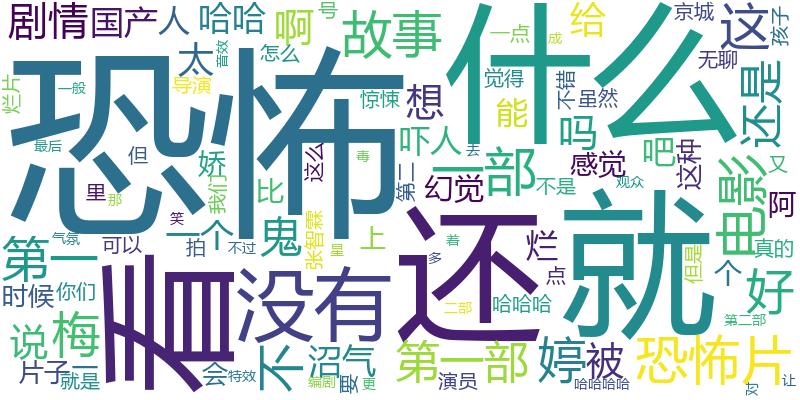 剧情
国产
人
哈哈
啊
号
故事
什么
给
这
京城
孩子
太
音效
怎么
一点
成
烂片
一般
导演
恐怖
惊悚
想
觉得
能
不错
虽然
无聊
还是
吓人
吗
吧
这种
最后
但
娇
我们
这么
毒
去
一部
感觉
电影
又
里
那
比
第二
幻觉
不是
观众
阿
笑
一个
鬼
张智霖
上
还
就
烂
真的
第一
气氛
可以
拍
不过
星
着
多
点
但是
个
好
时候
你们
看
没有
二部
哈哈哈
第二部
说
梅
不
沼气
第一部
婷
被
恐怖片
片子
一
就是
会
特效
编剧
要
更
演员
哈哈哈哈
对
让